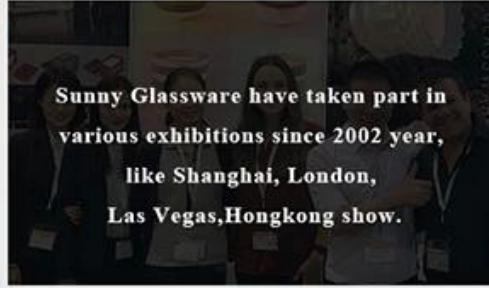 Sunny Glassware have taken part in
various exhibitions since 2002 year,
like Shanghai, London,
Las Vegas,Hongkong show.